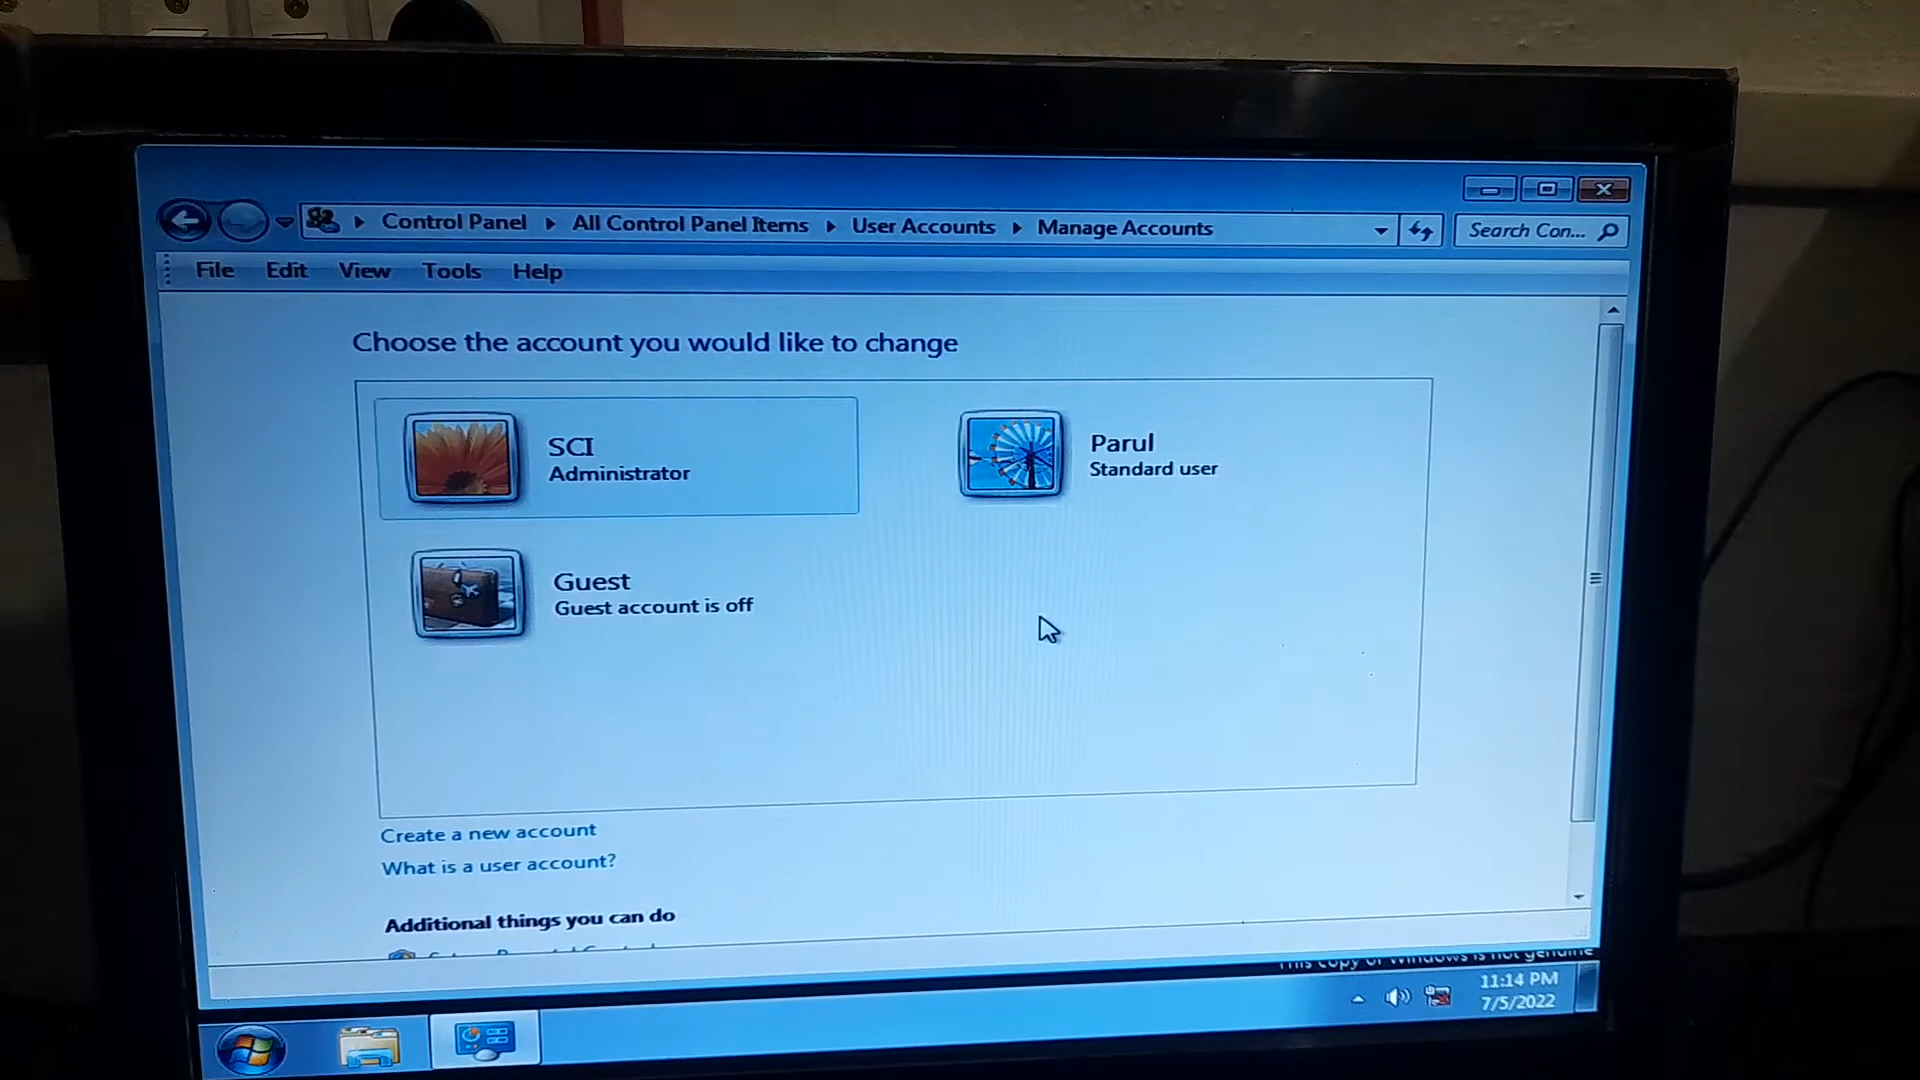 Control Panel ▸ All Control Panel Items ▸ User Accounts ▸ Manage Accounts
Search Con...
File Edit View Tools Help
Choose the account you would like to change
SCI
Administrator
Parul
Standard user
Guest
Guest account is off
Create a new account
What is a user account?
Additional things you can do
This copy of Windows is not genuine
11:14 PM
7/5/2022